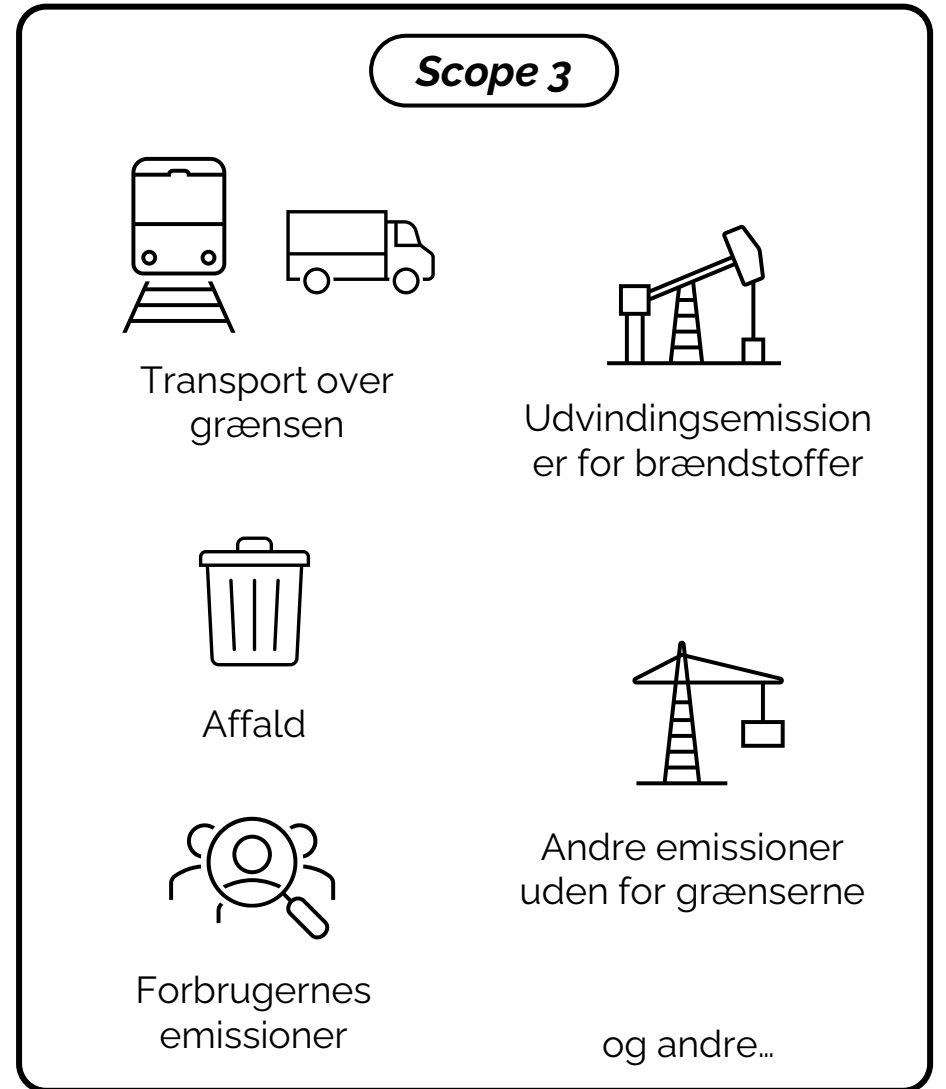 Scope 3
Transport over
grænsen
Udvindingsemission
er for brændstoffer
Affald
Andre emissioner
uden for grænserne
Forbrugernes
emissioner
og andre...